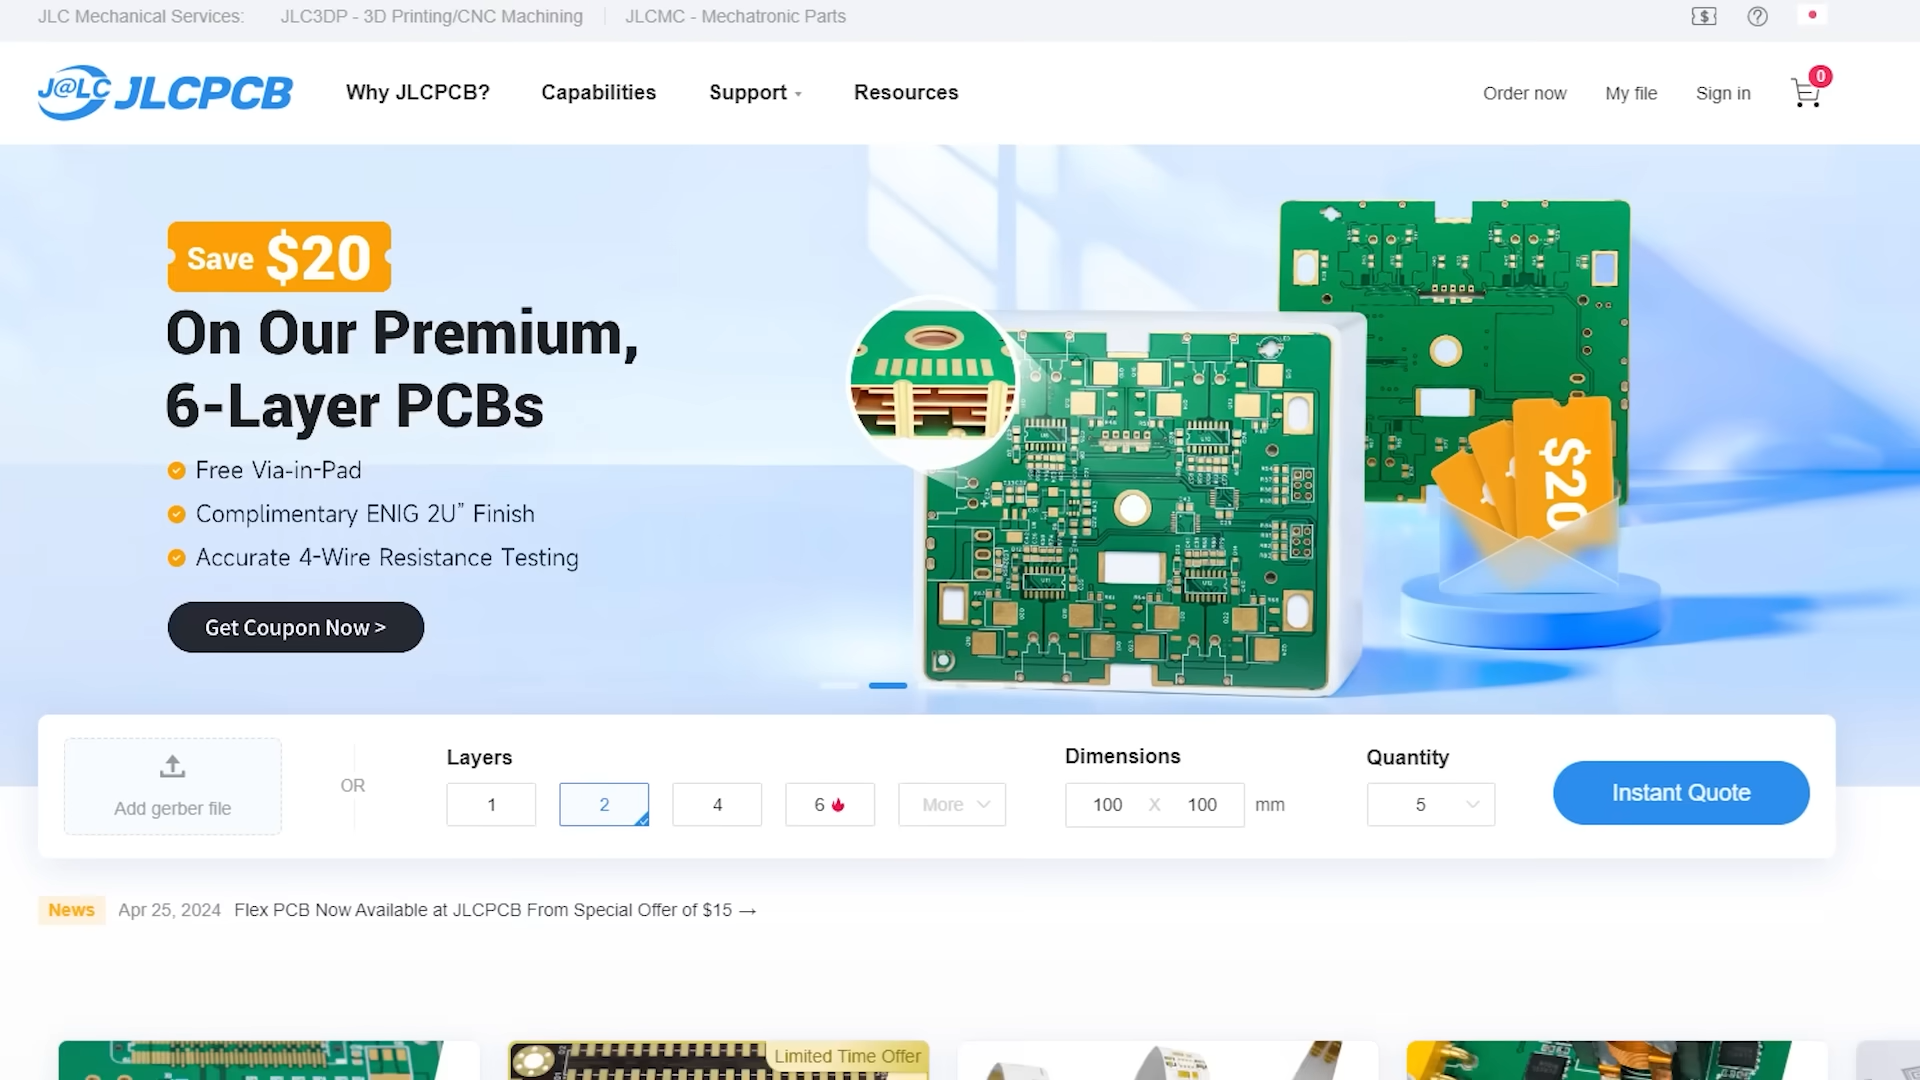 JLC Mechanical Services: JLC3DP - 3D Printing/CNC Machining JLCMC - Mechatronic Parts
J@LC JLCPCB Why JLCPCB? Capabilities Support Resources Order now My file Sign in 0
Save $20
On Our Premium,
6-Layer PCBs
Free Via-in-Pad
Complimentary ENIG 2U” Finish
Accurate 4-Wire Resistance Testing
Get Coupon Now >
$20
Layers Dimensions Quantity
Add gerber file OR 1 2 4 6 More 100 X 100 mm 5 Instant Quote
News Apr 25, 2024 Flex PCB Now Available at JLCPCB From Special Offer of $15 →
Limited Time Offer